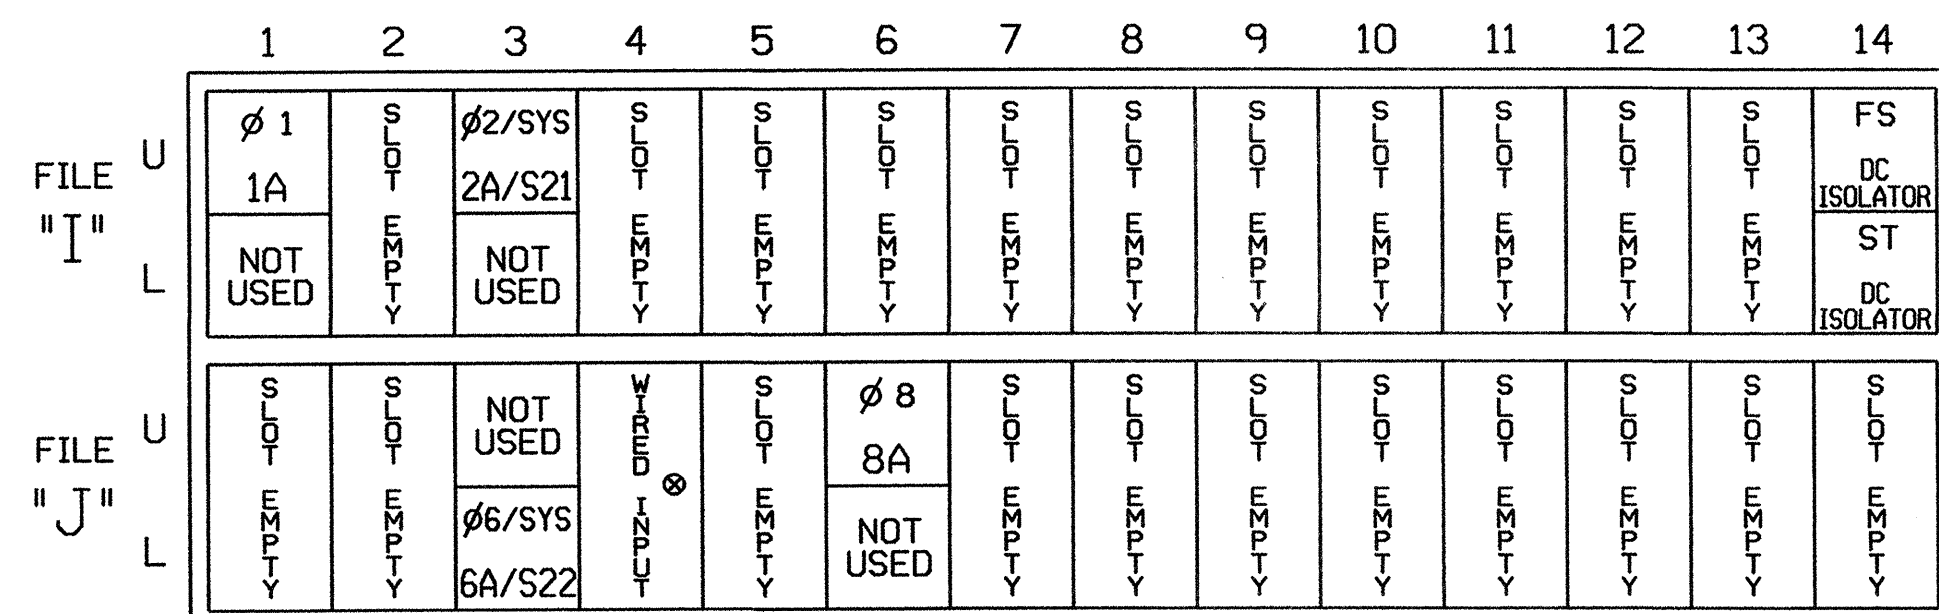 1 2 3 4 5 6 7 8 9 10 11 12 13 14
FILE "I"
U
L
Ø 1
1A
NOT
USED
SLOT EMPTY
Ø2/SYS
2A/S21
NOT
USED
SLOT EMPTY
SLOT EMPTY
SLOT EMPTY
SLOT EMPTY
SLOT EMPTY
SLOT EMPTY
SLOT EMPTY
SLOT EMPTY
SLOT EMPTY
SLOT EMPTY
FS
DC
ISOLATOR
ST
DC
ISOLATOR
FILE "J"
U
L
SLOT EMPTY
SLOT EMPTY
NOT
USED
Ø6/SYS
6A/S22
WIRED INPUT
⊗
SLOT EMPTY
Ø 8
8A
NOT
USED
SLOT EMPTY
SLOT EMPTY
SLOT EMPTY
SLOT EMPTY
SLOT EMPTY
SLOT EMPTY
SLOT EMPTY
SLOT EMPTY